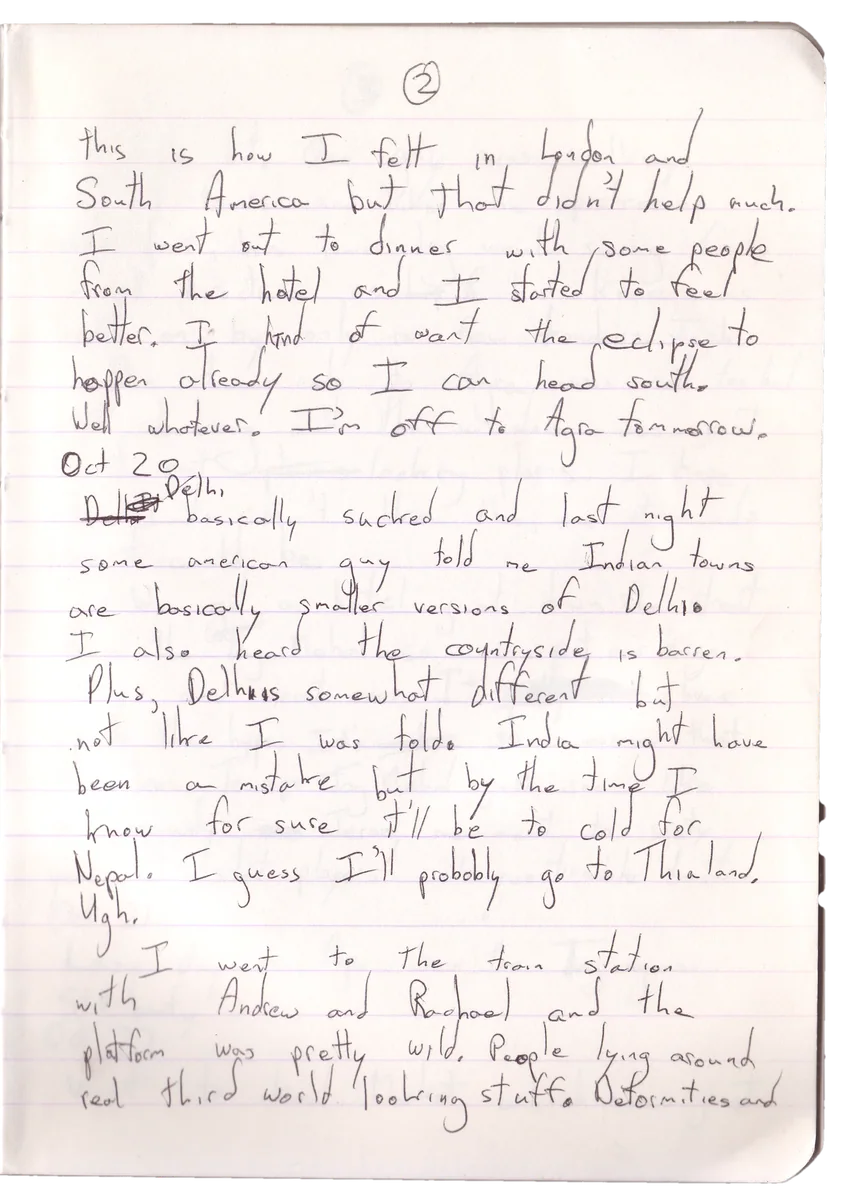 2
this is how I felt in London and
South America but that didn't help much.
I went out to dinner with some people
from the hotel and I started to feel
better. I kind of want the eclipse to
happen already so I can head south.
Well whatever. I'm off to Agra tommorrow.
Oct 20
Delhi
basically sucked and last night
some american guy told me Indian towns
are basically smaller versions of Delhi.
I also heard the countryside is barren.
Plus, Delhi is somewhat different but
not like I was told. India might have
been a mistake but by the time I
know for sure it'll be to cold for
Nepal. I guess I'll probobly go to Thialand.
Ugh.
I went to the train station
with Andrew and Rachael and the
platform was pretty wild. People lying around
real third world looking stuff. Deformities and